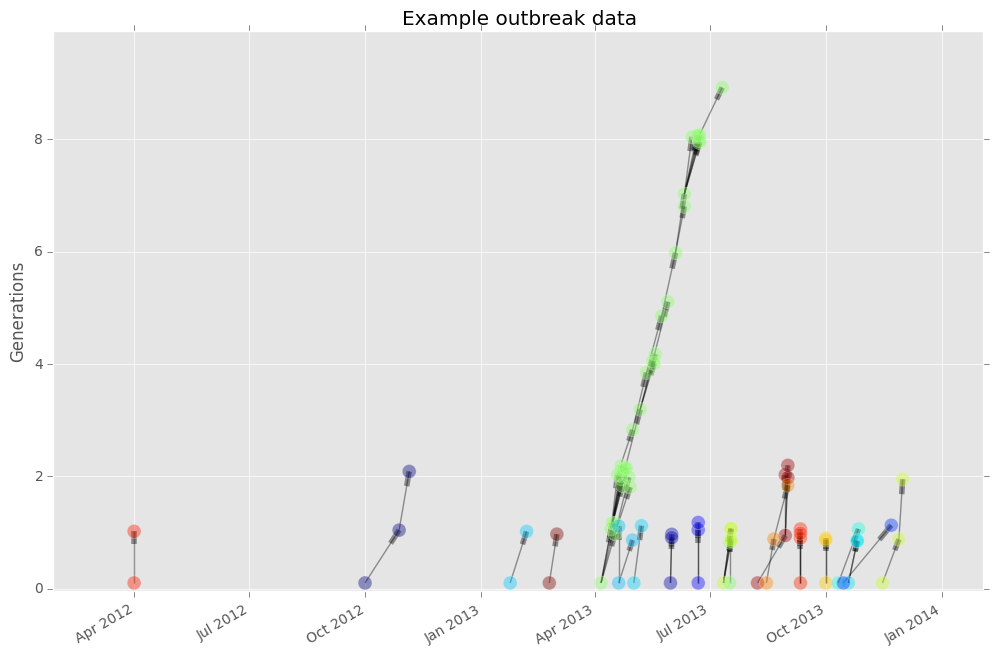 Example outbreak data
Generations
8
6
4
2
0
Apr 2012
Jul 2012
Oct 2012
Jan 2013
Apr 2013
Jul 2013
Oct 2013
Jan 2014